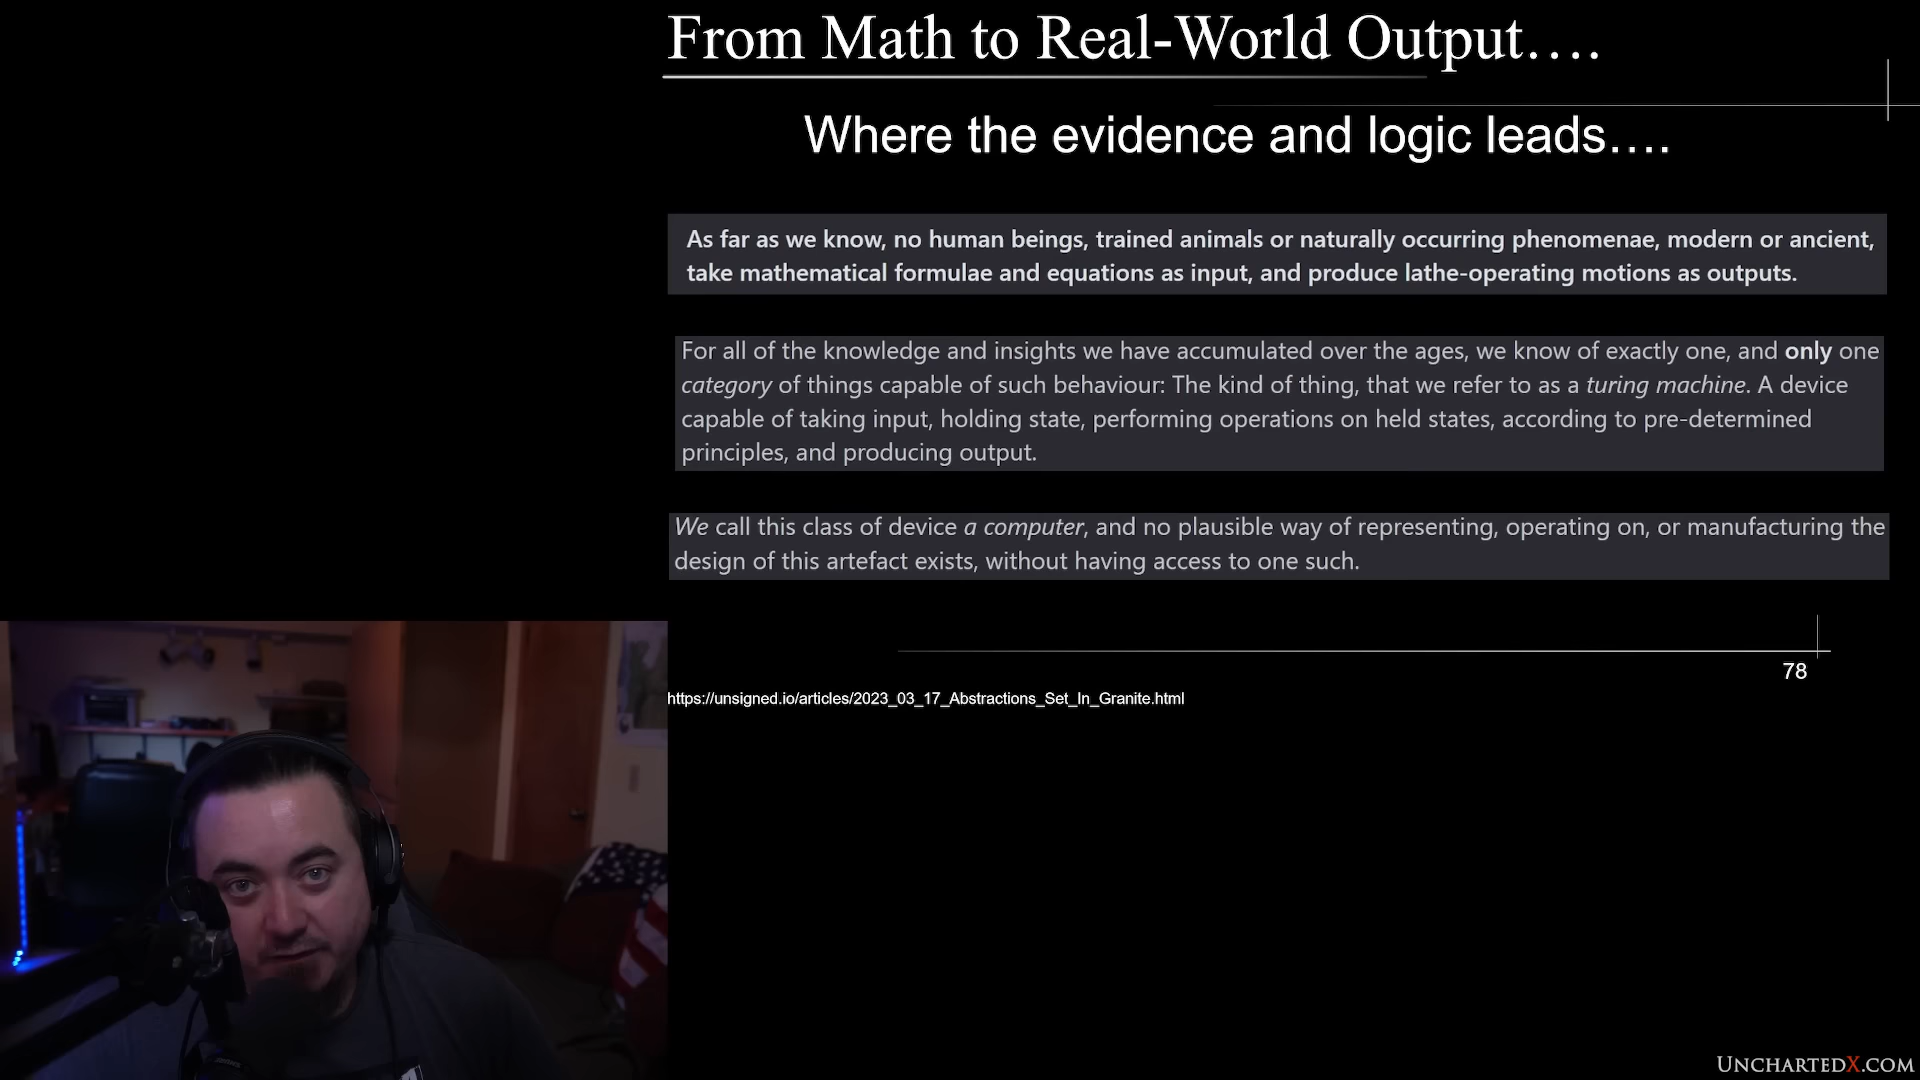 From Math to Real-World Output....
Where the evidence and logic leads....
As far as we know, no human beings, trained animals or naturally occurring phenomenae, modern or ancient,
take mathematical formulae and equations as input, and produce lathe-operating motions as outputs.
For all of the knowledge and insights we have accumulated over the ages, we know of exactly one, and only one
category of things capable of such behaviour: The kind of thing, that we refer to as a turing machine. A device
capable of taking input, holding state, performing operations on held states, according to pre-determined
principles, and producing output.
We call this class of device a computer, and no plausible way of representing, operating on, or manufacturing the
design of this artefact exists, without having access to one such.
78
https://unsigned.io/articles/2023_03_17_Abstractions_Set_In_Granite.html
UNCHARTEDX.COM